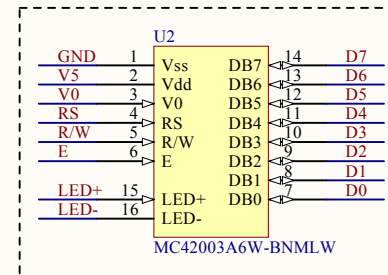 U2
GND 1 Vss DB7 14 D7
V5 2 Vdd DB6 13 D6
V0 3 V0 DB5 12 D5
RS 4 RS DB4 11 D4
R/W 5 R/W DB3 10 D3
E 6 E DB2 9 D2
DB1 8 D1
LED+ 15 LED+ DB0 7 D0
LED- 16 LED-
MC42003A6W-BNMLW